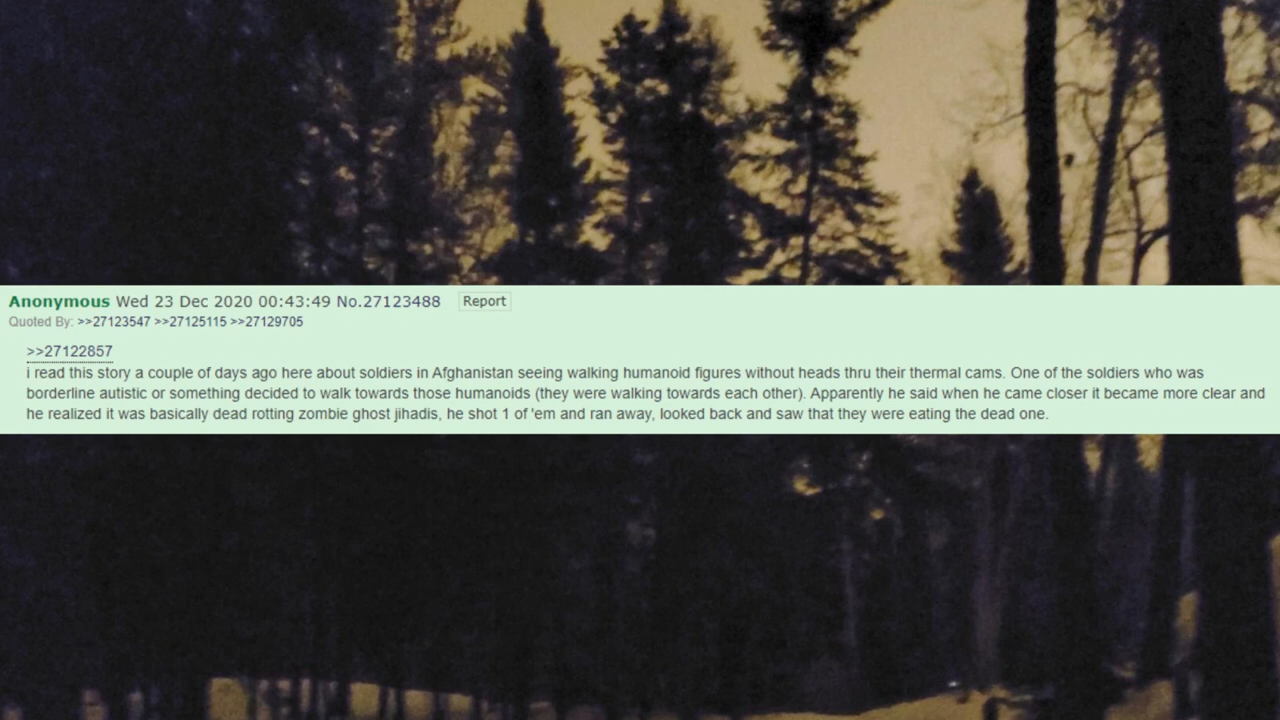 Anonymous Wed 23 Dec 2020 00:43:49 No.27123488 Report
Quoted By: >>27123547 >>27125115 >>27129705
>>27122857
i read this story a couple of days ago here about soldiers in Afghanistan seeing walking humanoid figures without heads thru their thermal cams. One of the soldiers who was
borderline autistic or something decided to walk towards those humanoids (they were walking towards each other). Apparently he said when he came closer it became more clear and
he realized it was basically dead rotting zombie ghost jihadis, he shot 1 of 'em and ran away, looked back and saw that they were eating the dead one.